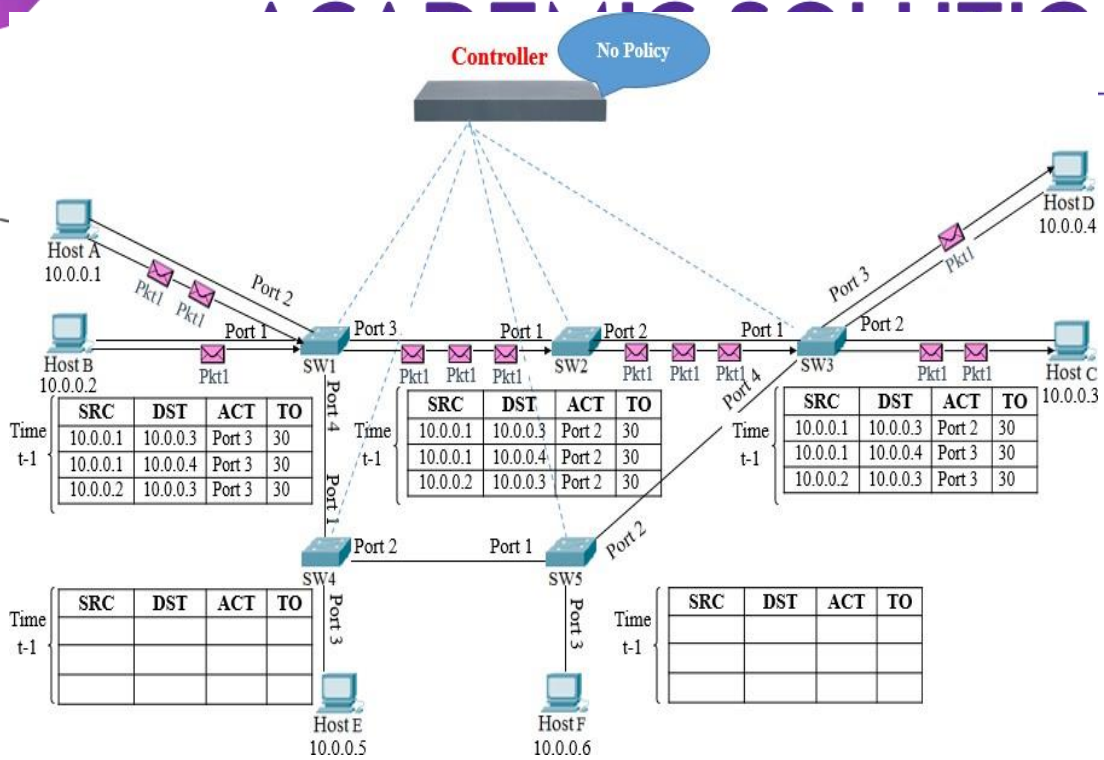 ACADEMIC SOLUTIO
Controller
No Policy
Host A
10.0.0.1
Pkt1
Pkt1
Port 2
Host D
10.0.0.4
Pkt1
Port 3
Host B
10.0.0.2
Port 1
Pkt1
SW1
Port 3
Pkt1 Pkt1 Pkt1
Port 1
SW2
Port 2
Pkt1 Pkt1 Pkt1
Port 1
SW3
Port 2
Pkt1 Pkt1
Host C
10.0.0.3
Port 4
Port 4
Time
t-1
SRC DST ACT TO
10.0.0.1 10.0.0.3 Port 3 30
10.0.0.1 10.0.0.4 Port 3 30
10.0.0.2 10.0.0.3 Port 3 30
Time
t-1
SRC DST ACT TO
10.0.0.1 10.0.0.3 Port 2 30
10.0.0.1 10.0.0.4 Port 2 30
10.0.0.2 10.0.0.3 Port 2 30
Time
t-1
SRC DST ACT TO
10.0.0.1 10.0.0.3 Port 2 30
10.0.0.1 10.0.0.4 Port 3 30
10.0.0.2 10.0.0.3 Port 3 30
Port 1
SW4
Port 2
Port 1
SW5
Port 2
Port 3
Port 3
Time
t-1
SRC DST ACT TO
Time
t-1
SRC DST ACT TO
Host E
10.0.0.5
Host F
10.0.0.6